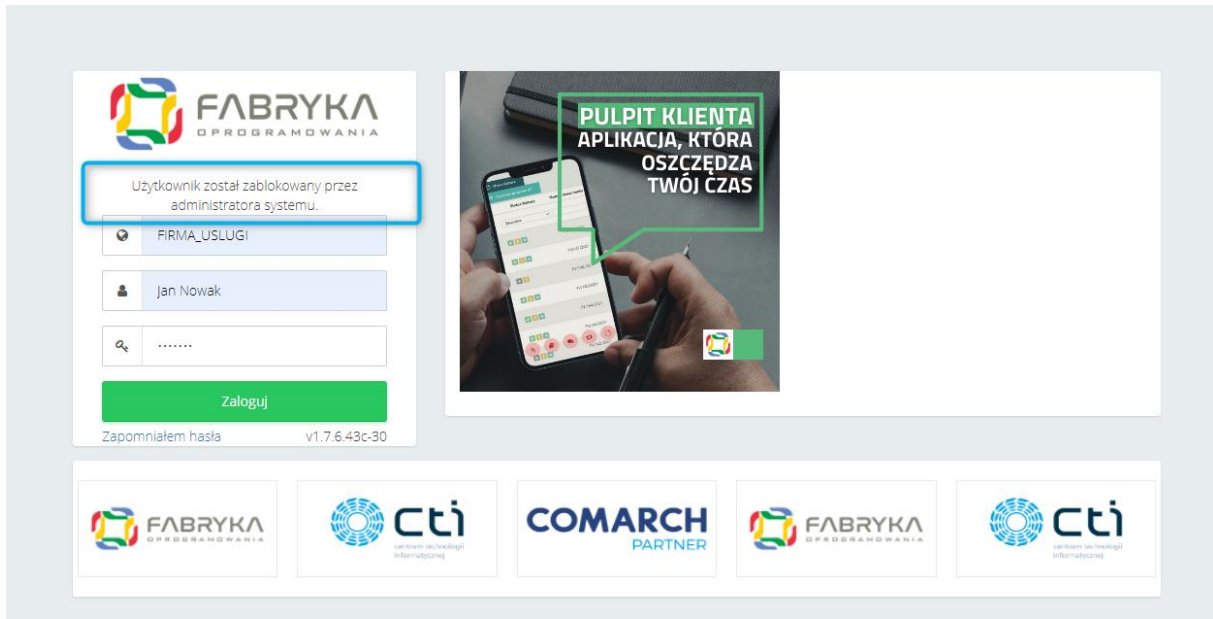 FABRYKA
OPROGRAMOWANIA
Użytkownik został zablokowany przez
administratora systemu.
FIRMA_USLUGI
Jan Nowak
.......
Zaloguj
Zapomniałem hasła
v1.7.6.43c-30
PULPIT KLIENTA
APLIKACJA, KTÓRA
OSZCZĘDZA
TWÓJ CZAS
FABRYKA
OPROGRAMOWANIA
cti
centrum technologii
informatycznej
COMARCH
PARTNER
FABRYKA
OPROGRAMOWANIA
cti
centrum technologii
informatycznej